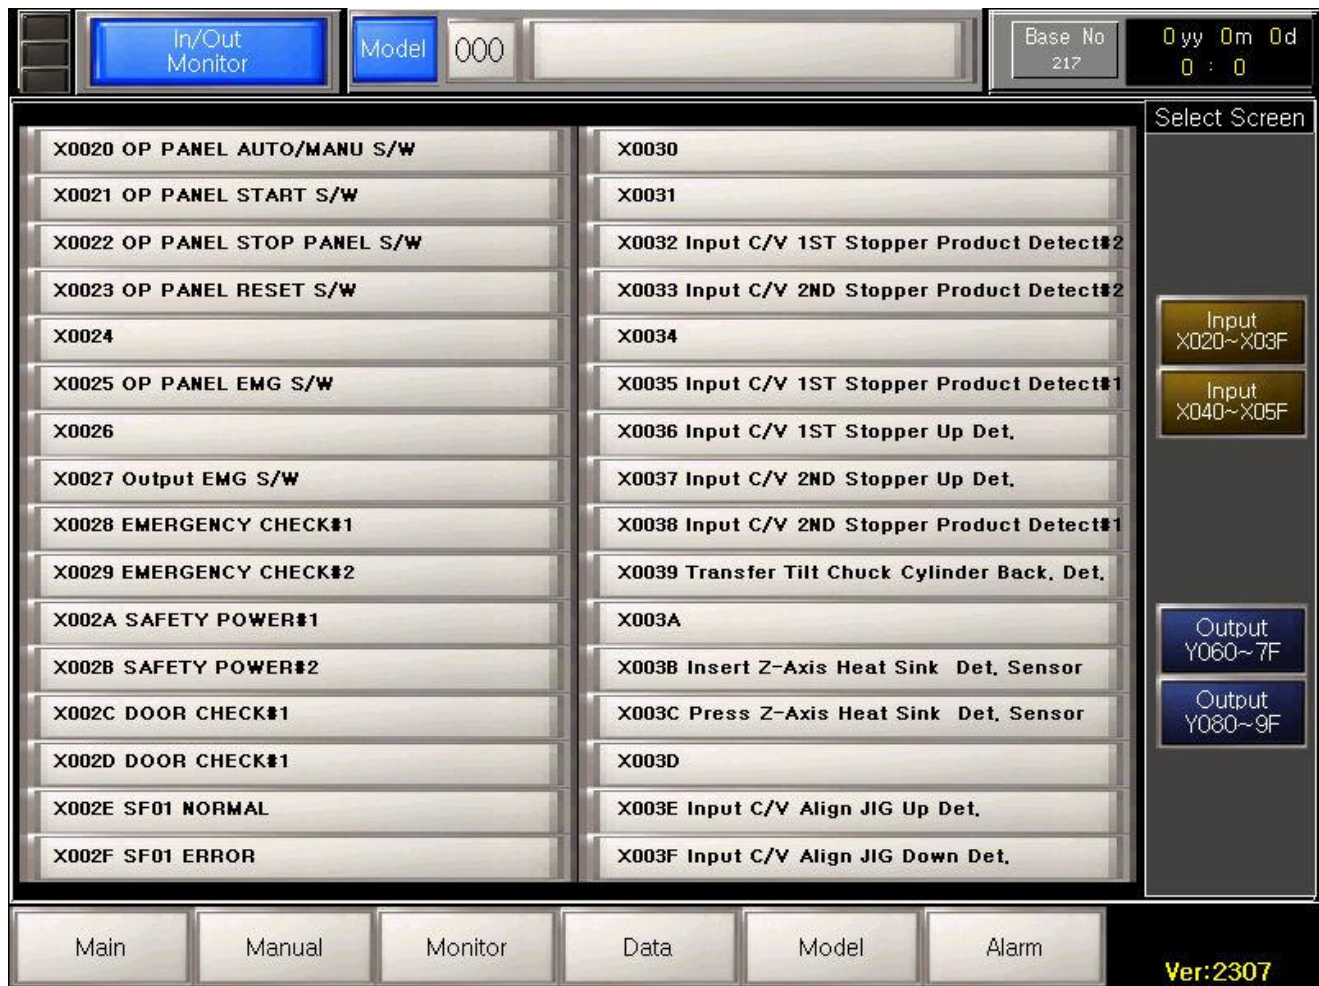 In/Out
Monitor
Model
000
Base No
217
0 yy 0m 0d
0 : 0
Select Screen
X0020 OP PANEL AUTO/MANU S/W
X0021 OP PANEL START S/W
X0022 OP PANEL STOP PANEL S/W
X0023 OP PANEL RESET S/W
X0024
X0025 OP PANEL EMG S/W
X0026
X0027 Output EMG S/W
X0028 EMERGENCY CHECK#1
X0029 EMERGENCY CHECK#2
X002A SAFETY POWER#1
X002B SAFETY POWER#2
X002C DOOR CHECK#1
X002D DOOR CHECK#1
X002E SF01 NORMAL
X002F SF01 ERROR
X0030
X0031
X0032 Input C/V 1ST Stopper Product Detect#2
X0033 Input C/V 2ND Stopper Product Detect#2
X0034
X0035 Input C/V 1ST Stopper Product Detect#1
X0036 Input C/V 1ST Stopper Up Det.
X0037 Input C/V 2ND Stopper Up Det.
X0038 Input C/V 2ND Stopper Product Detect#1
X0039 Transfer Tilt Chuck Cylinder Back. Det.
X003A
X003B Insert Z-Axis Heat Sink  Det. Sensor
X003C Press Z-Axis Heat Sink  Det. Sensor
X003D
X003E Input C/V Align JIG Up Det.
X003F Input C/V Align JIG Down Det.
Input
X020~X03F
Input
X040~X05F
Output
Y060~7F
Output
Y080~9F
Main
Manual
Monitor
Data
Model
Alarm
Ver:2307